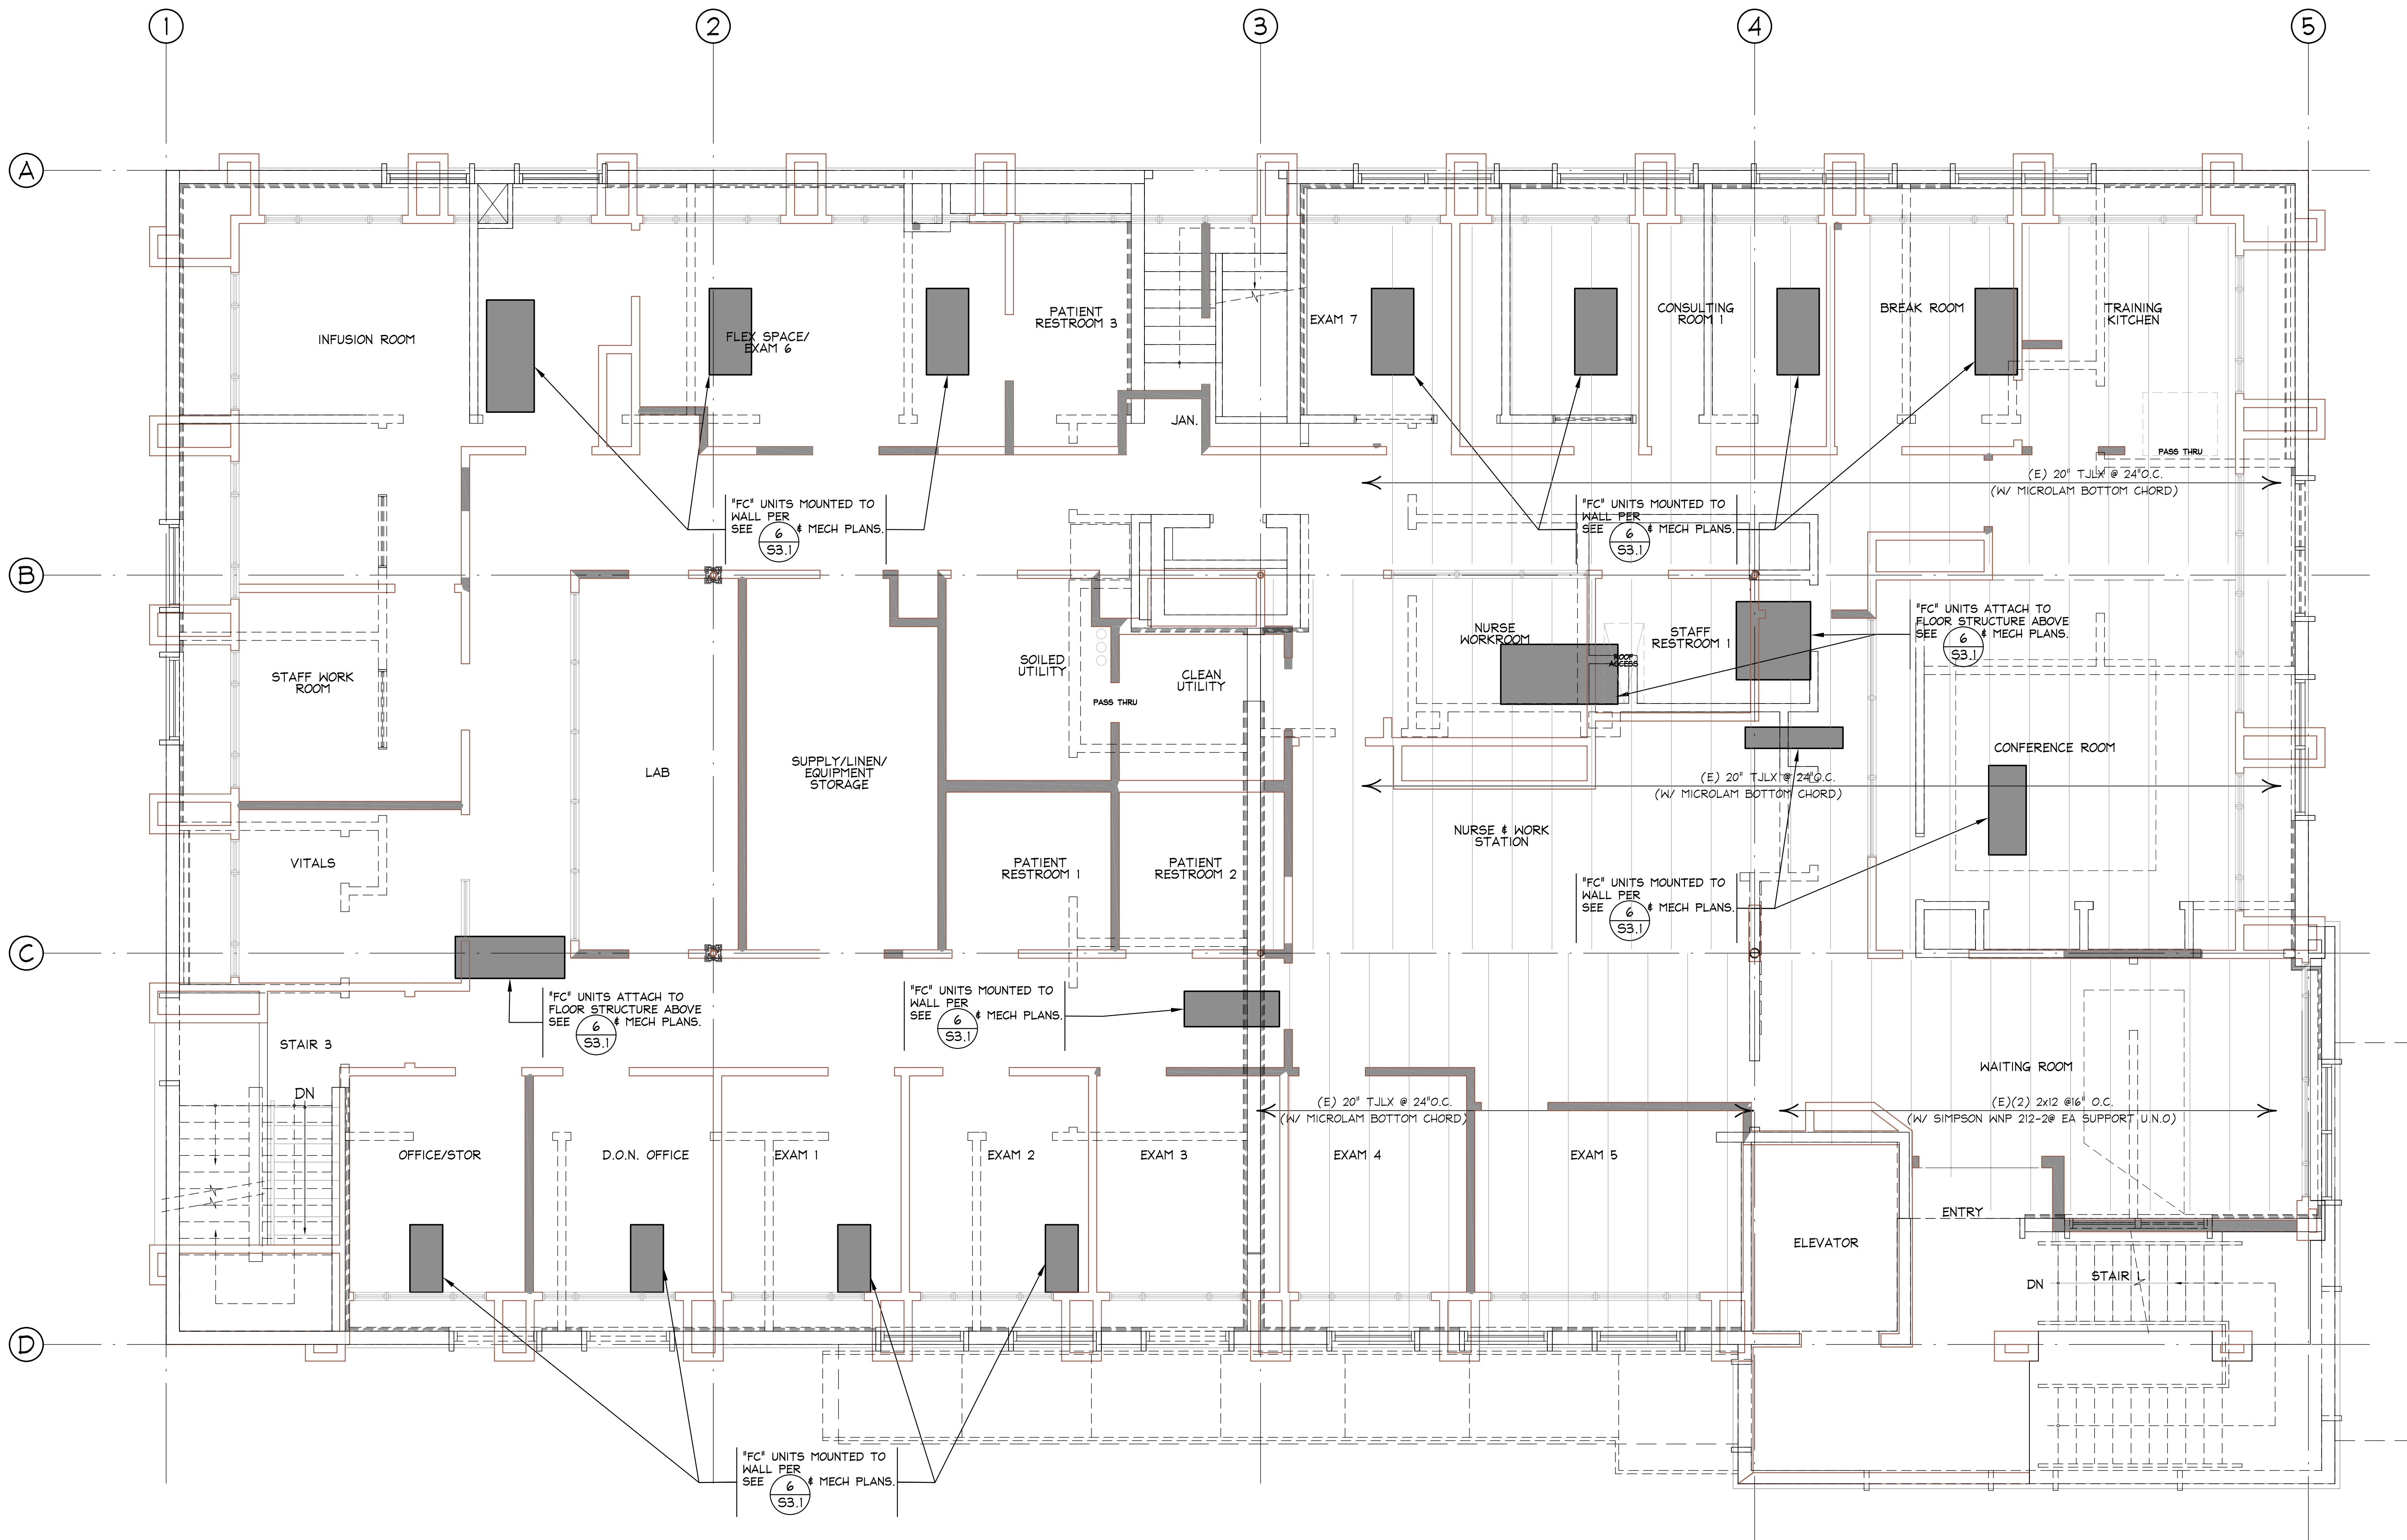 1
2
3
4
5
A
B
C
D
INFUSION ROOM
FLEX SPACE/
EXAM 6
PATIENT
RESTROOM 3
EXAM 7
CONSULTING
ROOM 1
BREAK ROOM
TRAINING
KITCHEN
JAN.
PASS THRU
(E) 20" TJLX @ 24"O.C.
(W/ MICROLAM BOTTOM CHORD)
"FC" UNITS MOUNTED TO
WALL PER
SEE 6 & MECH PLANS.
S3.1
"FC" UNITS MOUNTED TO
WALL PER
SEE 6 & MECH PLANS.
S3.1
"FC" UNITS ATTACH TO
FLOOR STRUCTURE ABOVE
SEE 6 & MECH PLANS.
S3.1
STAFF WORK
ROOM
SOILED
UTILITY
CLEAN
UTILITY
PASS THRU
NURSE
WORKROOM
STAFF
RESTROOM 1
ROOF
ACCESS
LAB
SUPPLY/LINEN/
EQUIPMENT
STORAGE
CONFERENCE ROOM
(E) 20" TJLX @ 24"O.C.
(W/ MICROLAM BOTTOM CHORD)
NURSE & WORK
STATION
VITALS
PATIENT
RESTROOM 1
PATIENT
RESTROOM 2
"FC" UNITS MOUNTED TO
WALL PER
SEE 6 & MECH PLANS.
S3.1
"FC" UNITS ATTACH TO
FLOOR STRUCTURE ABOVE
SEE 6 & MECH PLANS.
S3.1
"FC" UNITS MOUNTED TO
WALL PER
SEE 6 & MECH PLANS.
S3.1
STAIR 3
DN
WAITING ROOM
(E) 20" TJLX @ 24"O.C.
(W/ MICROLAM BOTTOM CHORD)
(E)(2) 2x12 @16" O.C.
(W/ SIMPSON WNP 212-2@ EA SUPPORT U.N.O)
OFFICE/STOR
D.O.N. OFFICE
EXAM 1
EXAM 2
EXAM 3
EXAM 4
EXAM 5
ENTRY
ELEVATOR
STAIR 1
DN
"FC" UNITS MOUNTED TO
WALL PER
SEE 6 & MECH PLANS.
S3.1